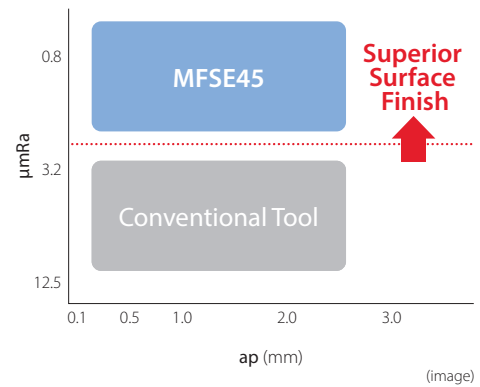 0.8
MFSE45
Superior
Surface
Finish
µmRa
3.2
Conventional Tool
12.5
0.1 0.5 1.0 2.0 3.0
ap (mm)
(image)